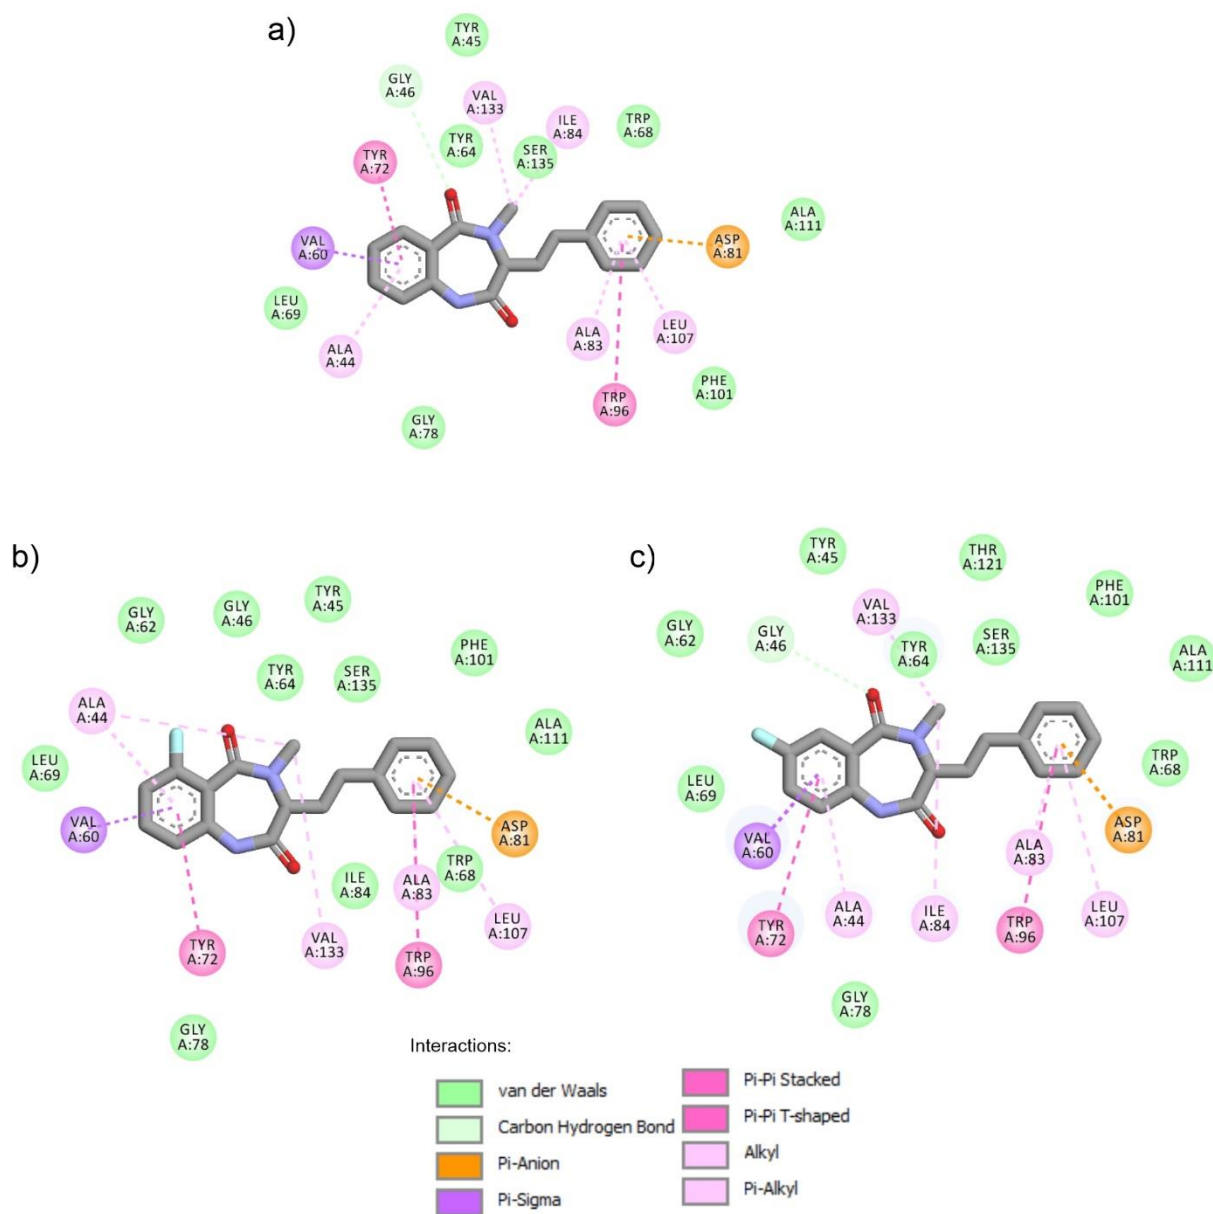 a)
TYR
A:45
GLY
A:46
VAL
A:133
ILE
A:84
TRP
A:68
TYR
A:64
SER
A:135
TYR
A:72
ALA
A:111
VAL
A:60
ASP
A:81
LEU
A:69
ALA
A:44
ALA
A:83
LEU
A:107
TRP
A:96
PHE
A:101
GLY
A:78
b)
GLY
A:62
GLY
A:46
TYR
A:45
PHE
A:101
TYR
A:64
SER
A:135
ALA
A:44
ALA
A:111
LEU
A:69
VAL
A:60
ASP
A:81
ILE
A:84
ALA
A:83
TRP
A:68
LEU
A:107
TYR
A:72
VAL
A:133
TRP
A:96
GLY
A:78
c)
TYR
A:45
THR
A:121
PHE
A:101
VAL
A:133
GLY
A:62
GLY
A:46
TYR
A:64
SER
A:135
ALA
A:111
O
N
LEU
A:69
TRP
A:68
VAL
A:60
ASP
A:81
ALA
A:83
TYR
A:72
ALA
A:44
ILE
A:84
TRP
A:96
LEU
A:107
GLY
A:78
Interactions:
van der Waals
Carbon Hydrogen Bond
Pi-Anion
Pi-Sigma
Pi-Pi Stacked
Pi-Pi T-shaped
Alkyl
Pi-Alkyl